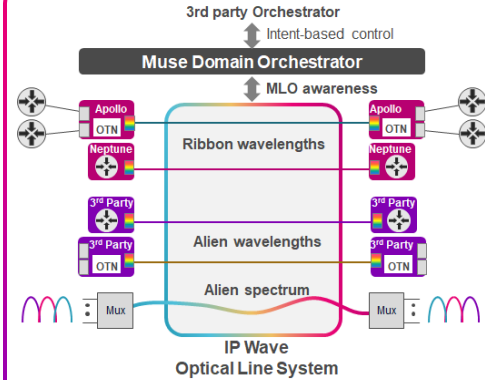 3rd party Orchestrator
Intent-based control
Muse Domain Orchestrator
MLO awareness
Apollo
OTN
Apollo
OTN
Ribbon wavelengths
Neptune
Neptune
3rd Party
3rd Party
Alien wavelengths
3rd Party
OTN
3rd Party
OTN
Alien spectrum
Mux
Mux
IP Wave
Optical Line System